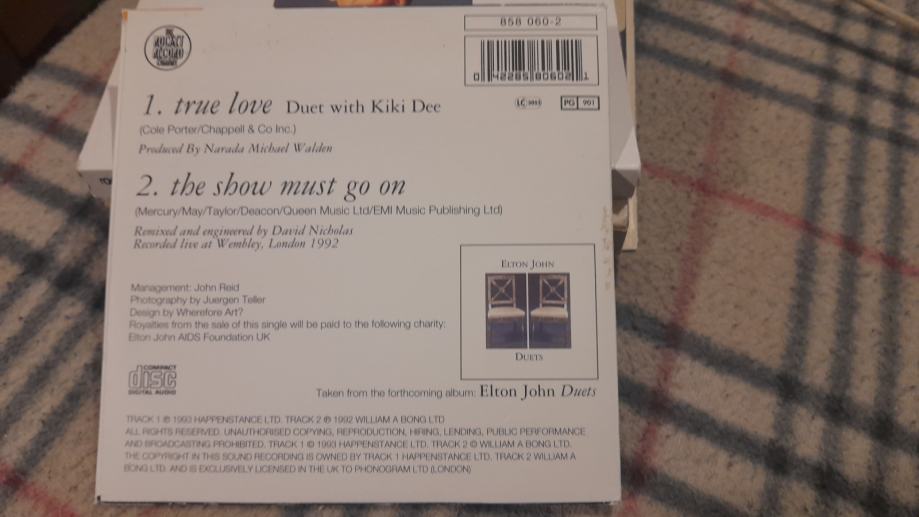 858 060-2
THE ROCKET RECORD COMPANY
0 42285 80602 1
1. true love Duet with Kiki Dee
LC
PG 901
(Cole Porter/Chappell & Co Inc.)
Produced By Narada Michael Walden
2. the show must go on
(Mercury/May/Taylor/Deacon/Queen Music Ltd/EMI Music Publishing Ltd)
Remixed and engineered by David Nicholas
Recorded live at Wembley, London 1992
ELTON JOHN
DUETS
Management: John Reid
Photography by Juergen Teller
Design by Wherefore Art?
Royalties from the sale of this single will be paid to the following charity:
Elton John AIDS Foundation UK
COMPACT
disc
DIGITAL AUDIO
Taken from the forthcoming album: Elton John Duets
TRACK 1 ℗ 1993 HAPPENSTANCE LTD. TRACK 2 ℗ 1992 WILLIAM A BONG LTD
ALL RIGHTS RESERVED. UNAUTHORISED COPYING, REPRODUCTION, HIRING, LENDING, PUBLIC PERFORMANCE
AND BROADCASTING PROHIBITED. TRACK 1 © 1993 HAPPENSTANCE LTD. TRACK 2 © WILLIAM A BONG LTD.
THE COPYRIGHT IN THIS SOUND RECORDING IS OWNED BY TRACK 1 HAPPENSTANCE LTD. TRACK 2 WILLIAM A
BONG LTD. AND IS EXCLUSIVELY LICENSED IN THE UK TO PHONOGRAM LTD (LONDON)